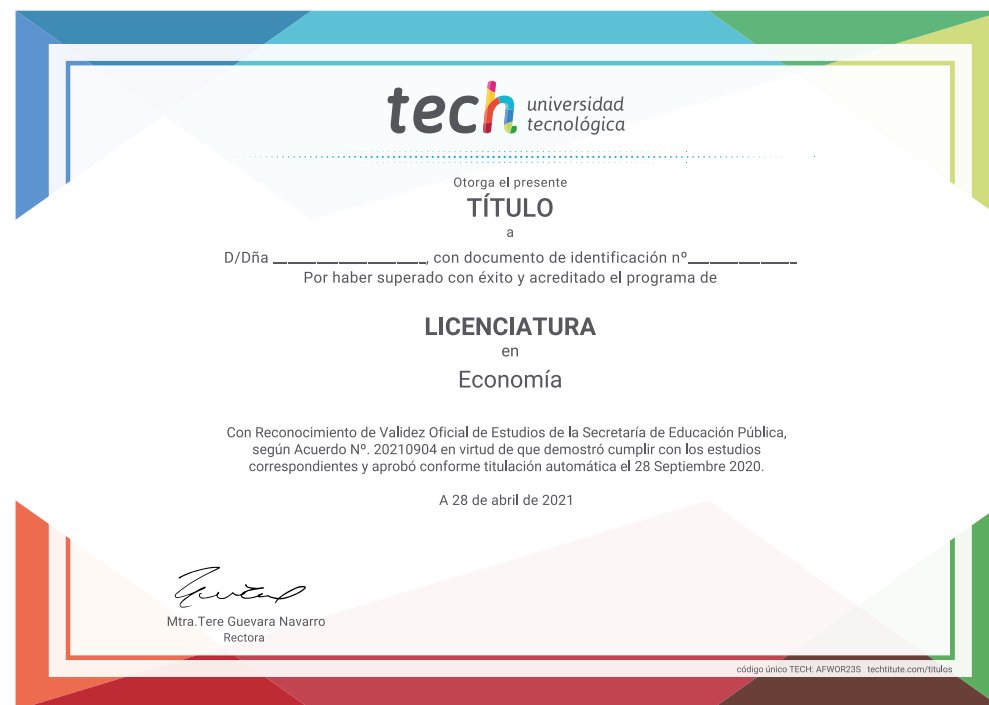 tech universidad
tecnológica
Otorga el presente
TÍTULO
a
D/Dña ____________________, con documento de identificación nº______________
Por haber superado con éxito y acreditado el programa de
LICENCIATURA
en
Economía
Con Reconocimiento de Validez Oficial de Estudios de la Secretaría de Educación Pública,
según Acuerdo Nº. 20210904 en virtud de que demostró cumplir con los estudios
correspondientes y aprobó conforme titulación automática el 28 Septiembre 2020.
A 28 de abril de 2021
Mtra.Tere Guevara Navarro
Rectora
código único TECH: AFWOR23S techtitute.com/titulos